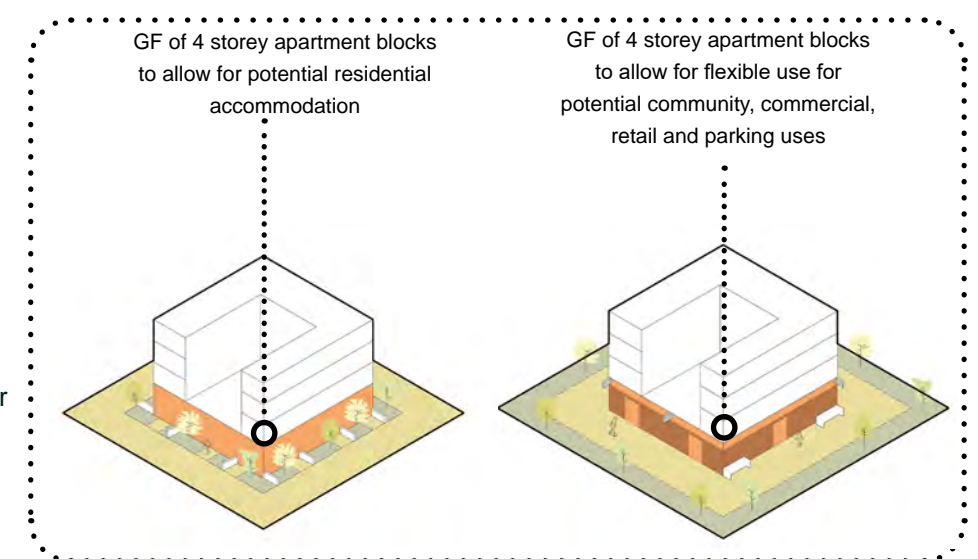 GF of 4 storey apartment blocks
to allow for potential residential
accommodation
GF of 4 storey apartment blocks
to allow for flexible use for
potential community, commercial,
retail and parking uses
r